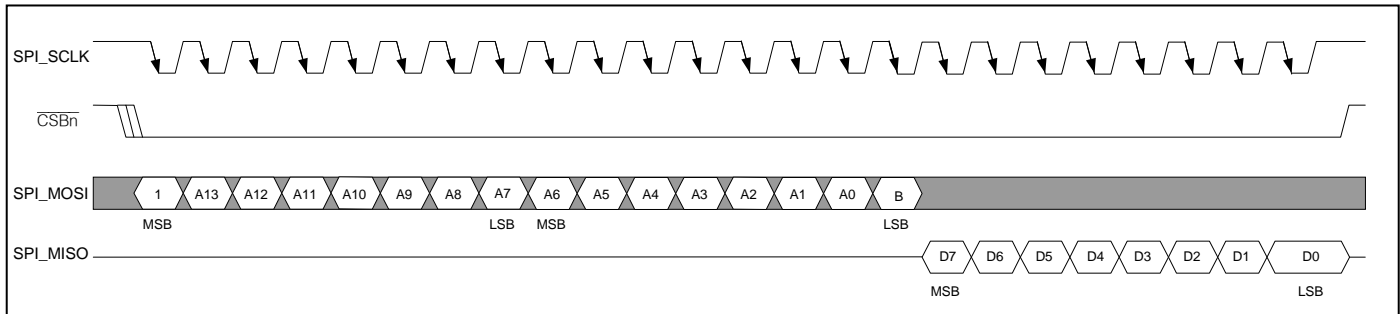 SPI_SCLK
CSBn
SPI_MOSI 1 A13 A12 A11 A10 A9 A8 A7 A6 A5 A4 A3 A2 A1 A0 B
MSB LSB MSB LSB
SPI_MISO D7 D6 D5 D4 D3 D2 D1 D0
MSB LSB